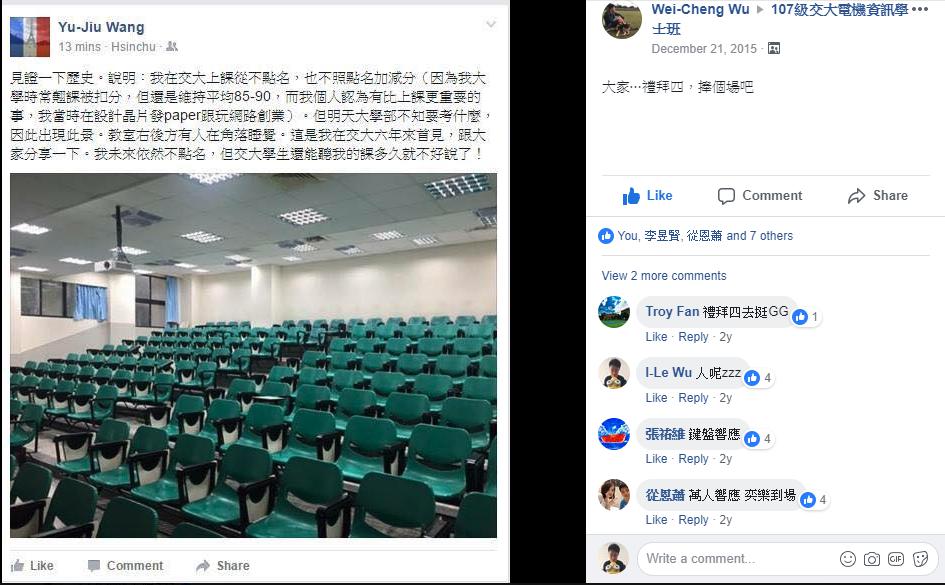 Yu-Jiu Wang
13 mins · Hsinchu ·
見證一下歷史。說明：我在交大上課從不點名，也不照點名加減分（因為我大
學時常翹課被扣分，但還是維持平均85-90，而我個人認為有比上課更重要的
事，我當時在設計晶片發paper跟玩網路創業）。但明天大學部不知要考什麼，
因此出現此景。教室右後方有人在角落睡覺。這是我在交大六年來首見，跟大
家分享一下。我未來依然不點名，但交大學生還能聽我的課多久就不好說了！
Like Comment Share
Wei-Cheng Wu ▸ 107級交大電機資訊學
士班
December 21, 2015 ·
大家…禮拜四，捧個場吧
Like Comment Share
You, 李昱賢, 從恩蕭 and 7 others
View 2 more comments
Troy Fan 禮拜四去挺GG 1
Like · Reply · 2y
I-Le Wu 人呢zzz 4
Like · Reply · 2y
張祐維 鍵盤響應 4
Like · Reply · 2y
從恩蕭 萬人響應 奕樂到場 4
Like · Reply · 2y
Write a comment...
GIF